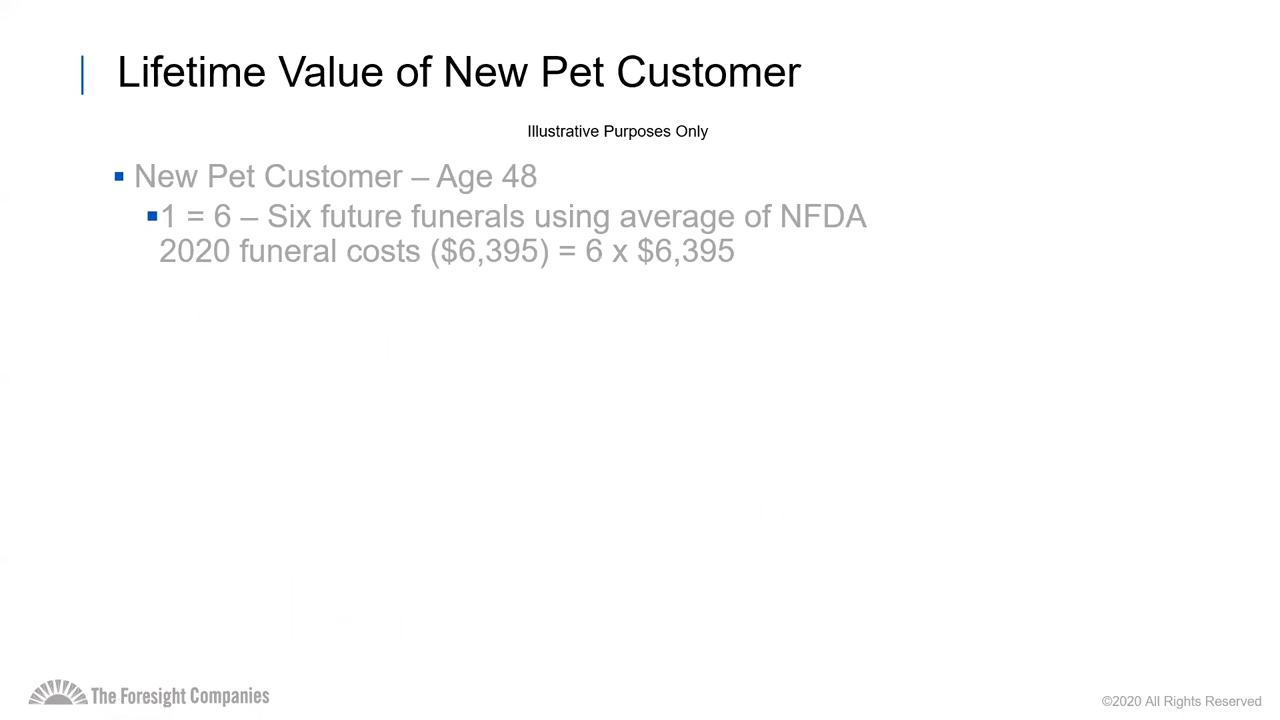 Lifetime Value of New Pet Customer
Illustrative Purposes Only
New Pet Customer – Age 48
1 = 6 – Six future funerals using average of NFDA
2020 funeral costs ($6,395) = 6 x $6,395
The Foresight Companies
©2020 All Rights Reserved